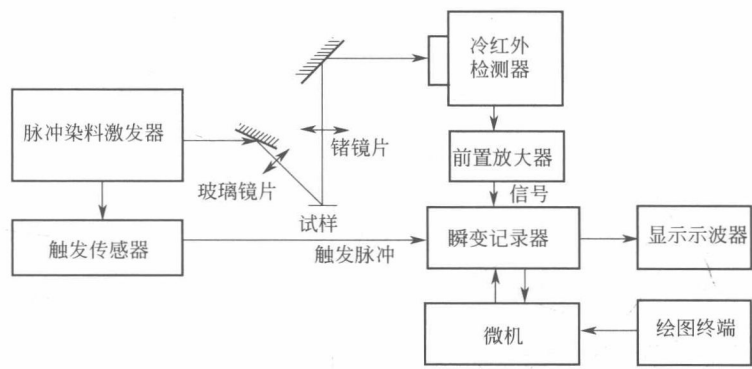 冷红外
检测器
脉冲染料激发器
锗镜片
前置放大器
玻璃镜片
信号
试样
触发传感器
触发脉冲
瞬变记录器
显示示波器
微机
绘图终端